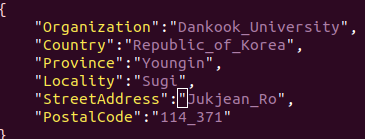 {
"Organization":"Dankook_University",
"Country":"Republic_of_Korea",
"Province":"Youngin",
"Locality":"Sugi",
"StreetAddress":"Jukjean_Ro",
"PostalCode":"114_371"
}